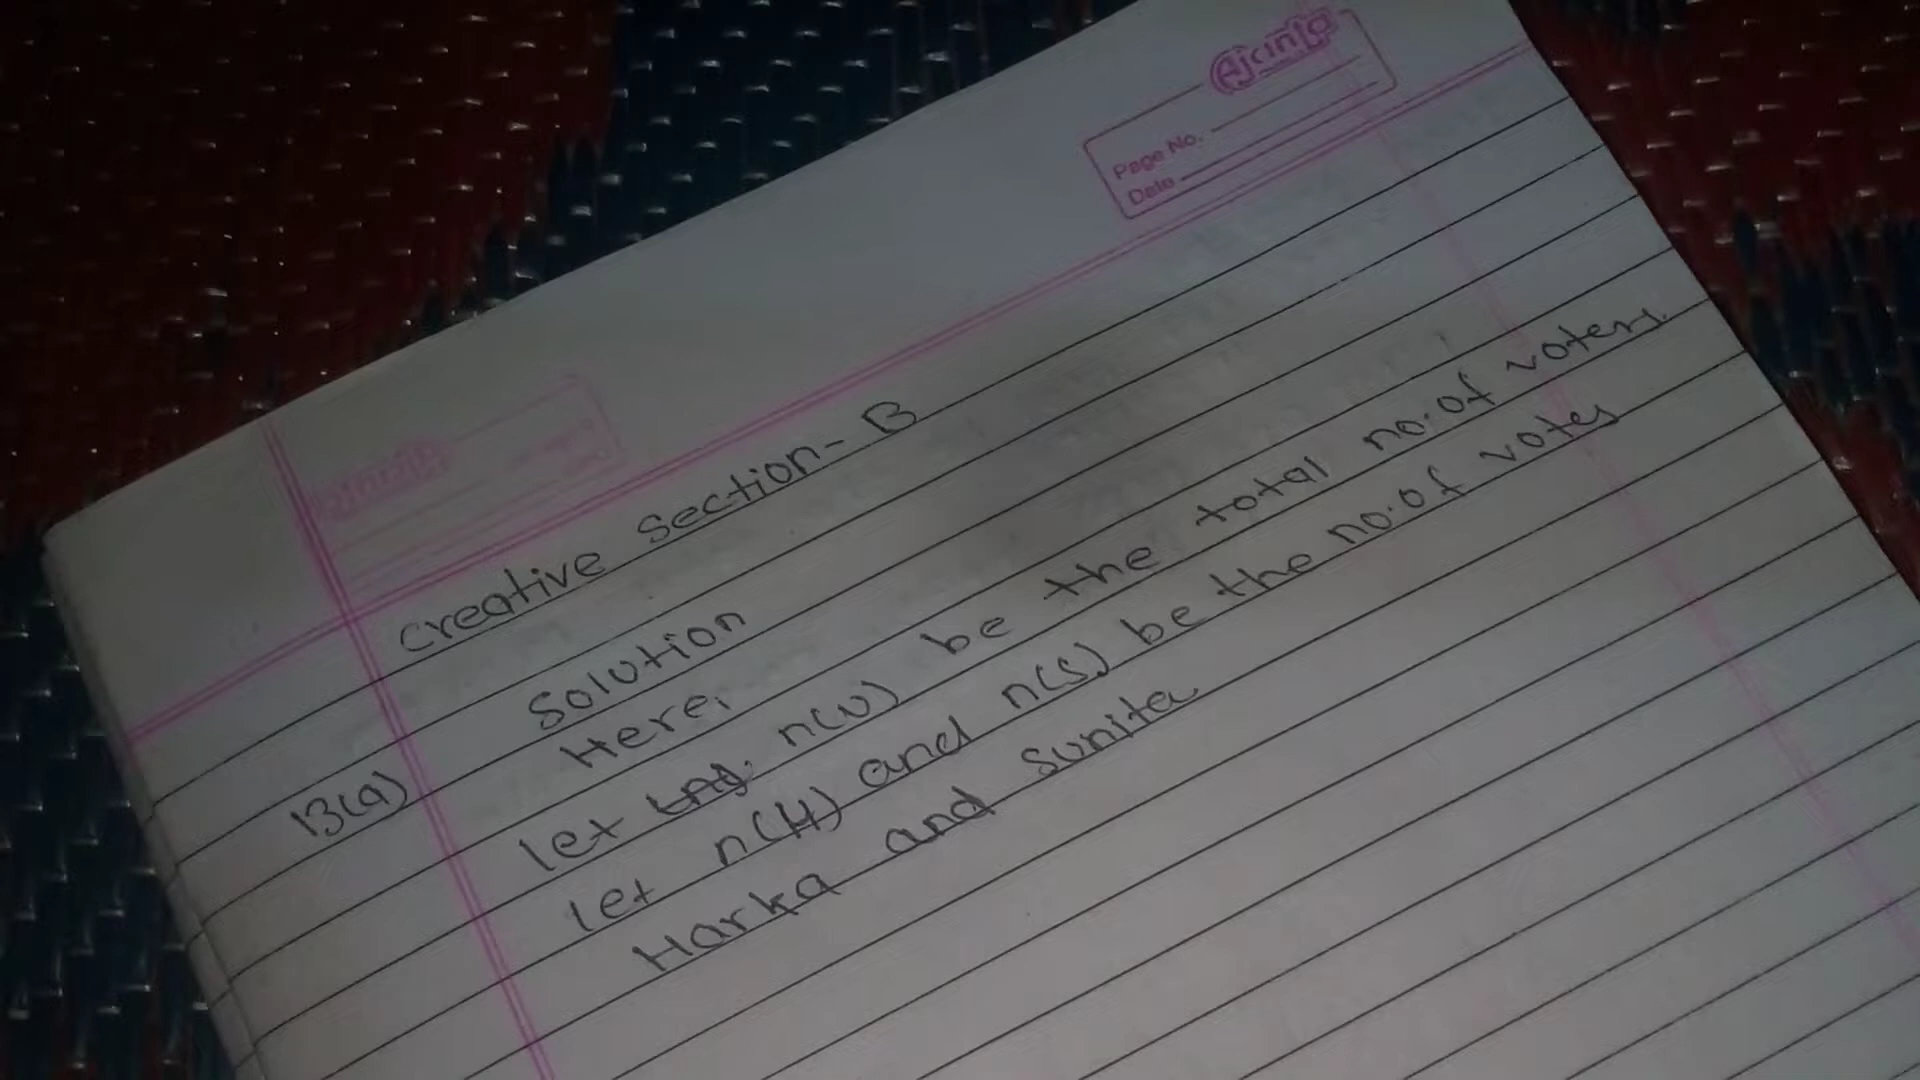 Ajcinfo
Page No.
Date
Creative Section-B
13(a) Solution
Here,
let n(U) be the total no. of voters.
let n(H) and n(S) be the no. of votes
Harka and Sunita